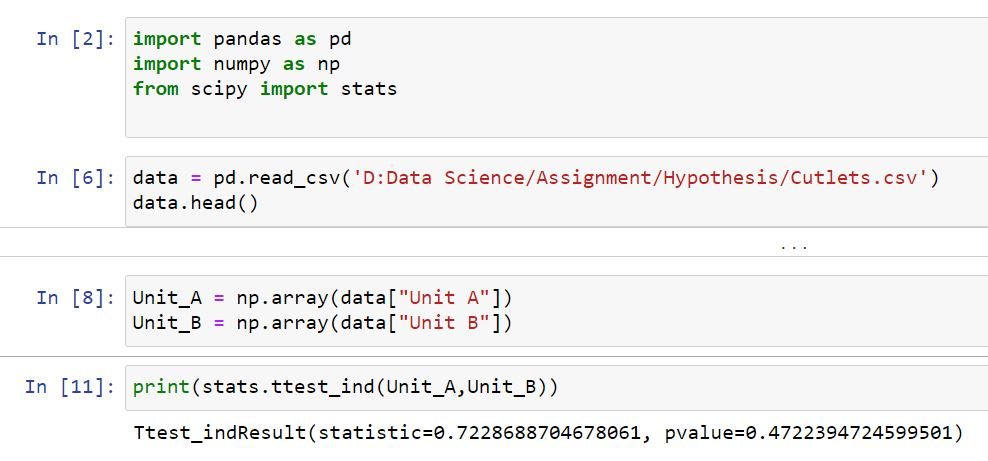 In [2]: import pandas as pd
import numpy as np
from scipy import stats
In [6]: data = pd.read_csv('D:Data Science/Assignment/Hypothesis/Cutlets.csv')
data.head()
...
In [8]: Unit_A = np.array(data["Unit A"])
Unit_B = np.array(data["Unit B"])
In [11]: print(stats.ttest_ind(Unit_A,Unit_B))
Ttest_indResult(statistic=0.7228688704678061, pvalue=0.4722394724599501)